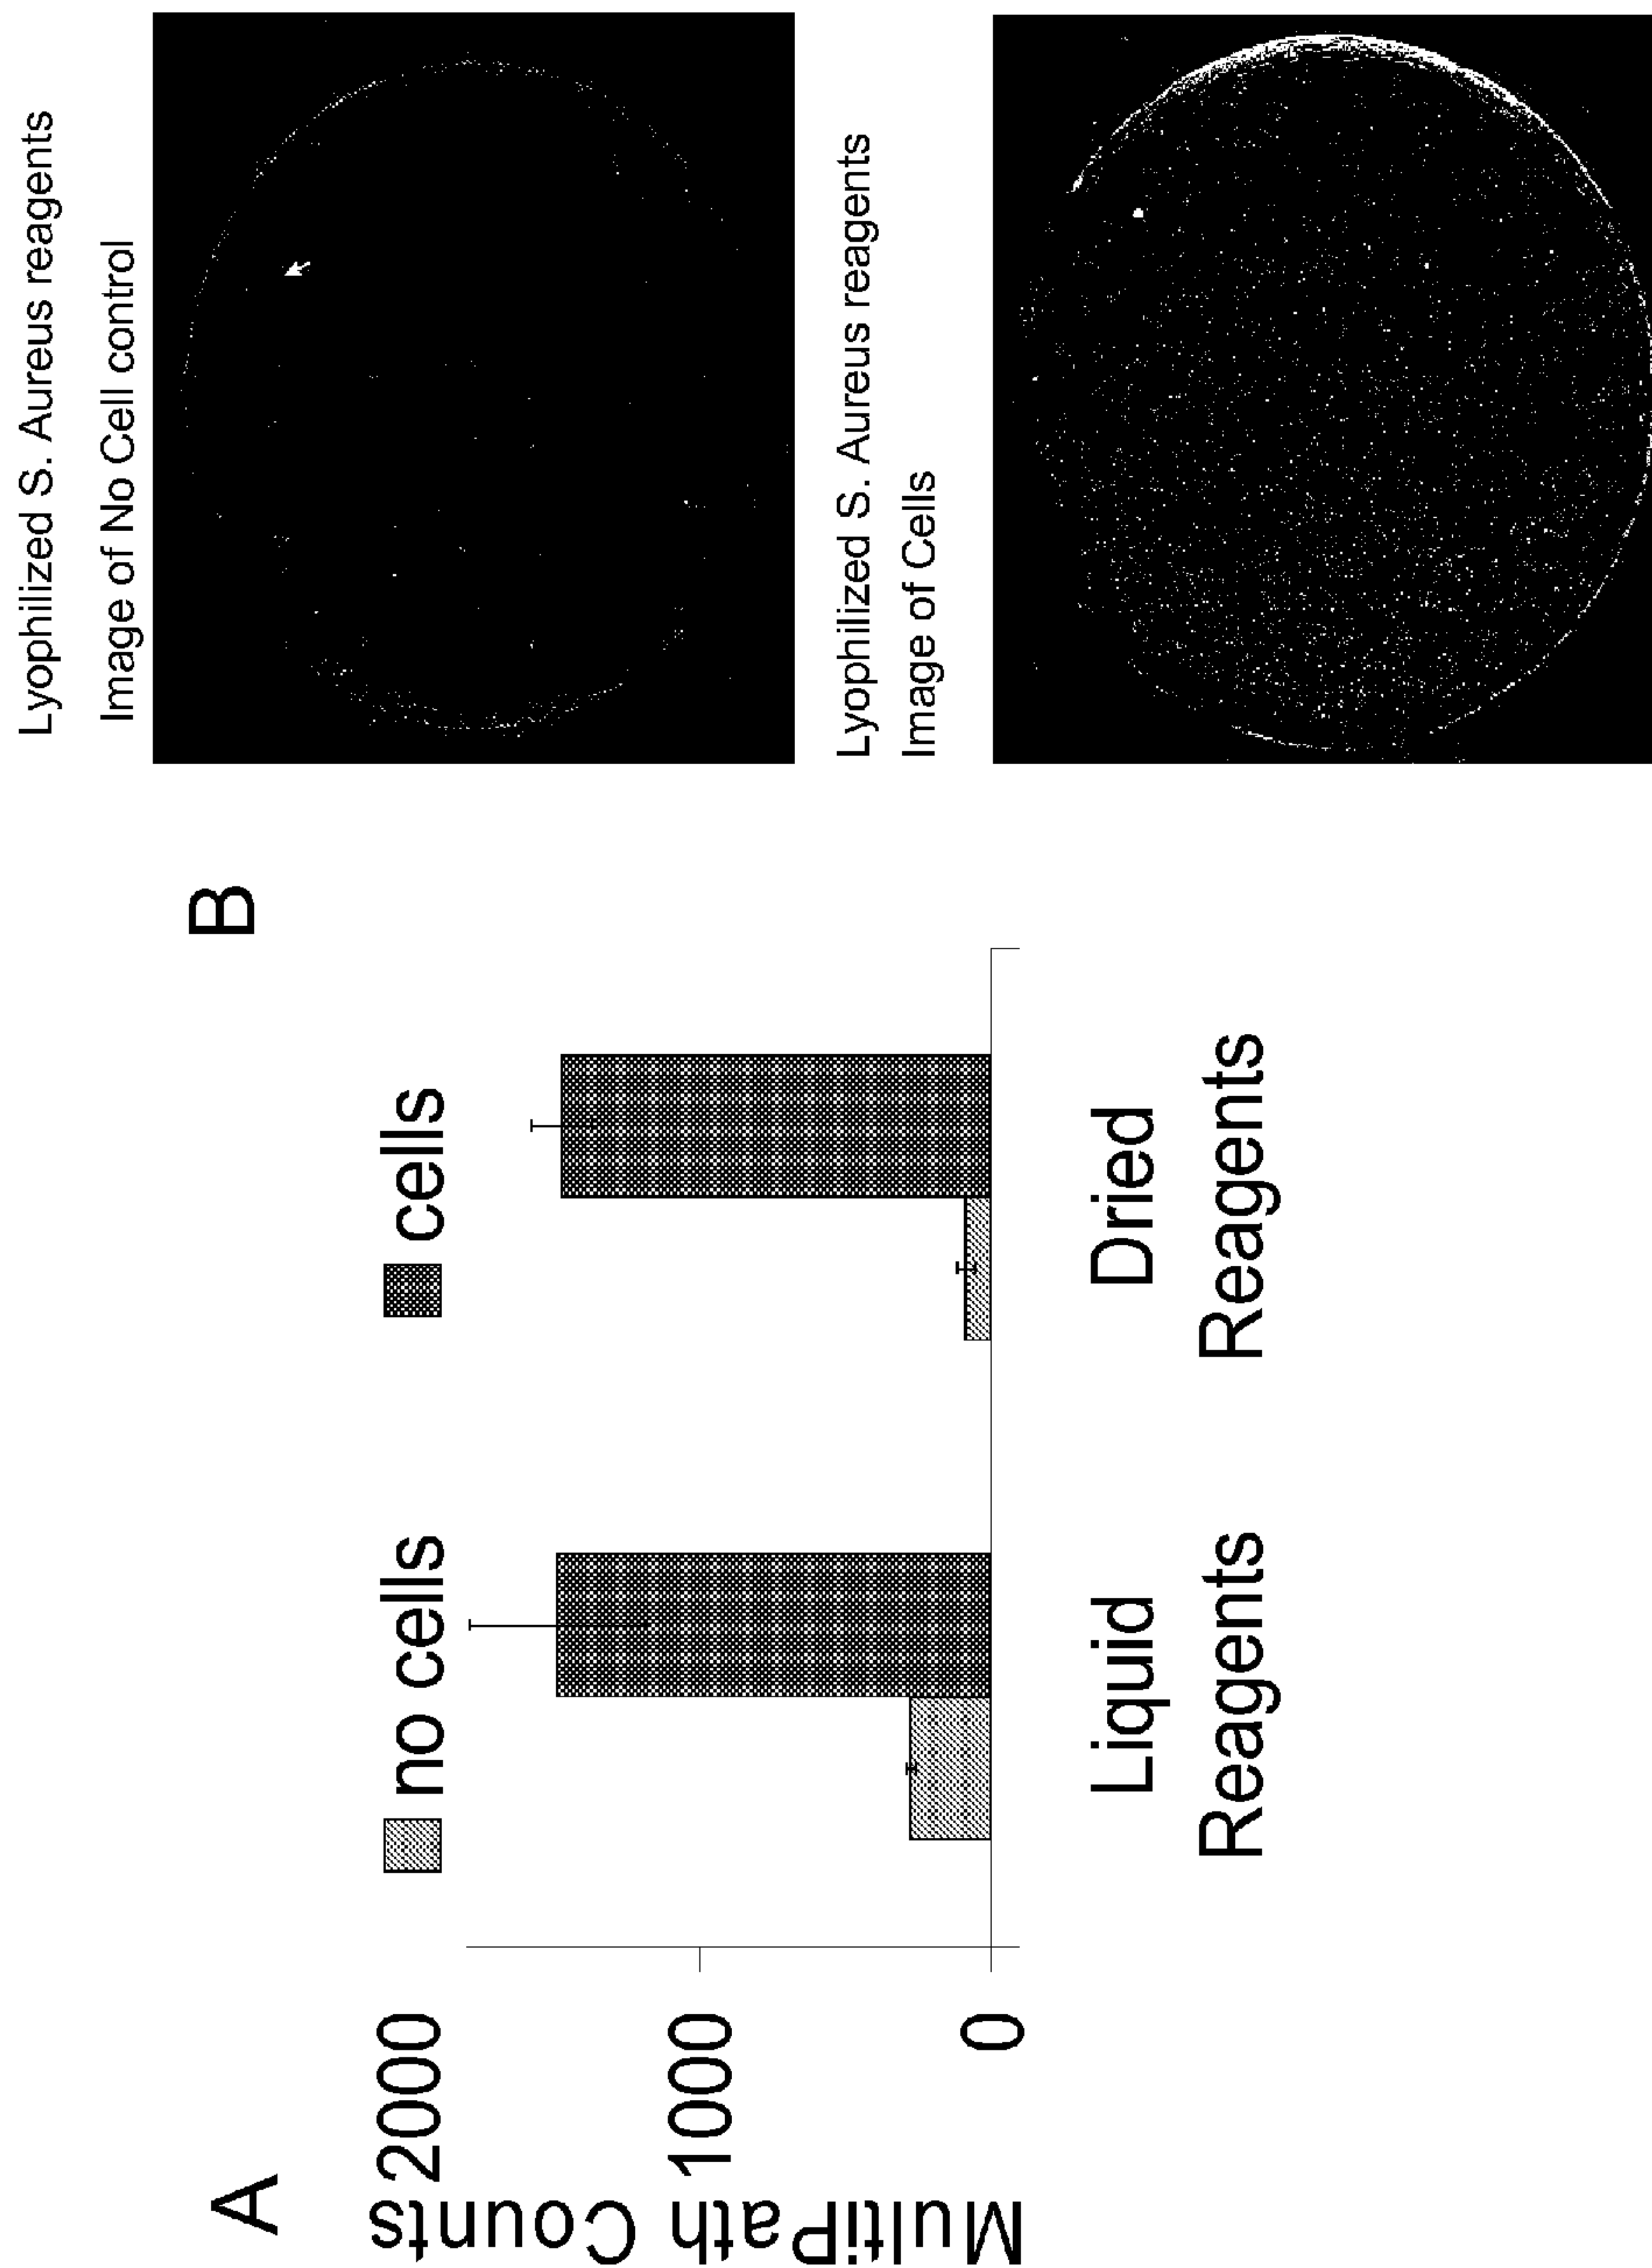 A
MultiPath Counts
2000
1000
0
no cells
cells
Liquid
Reagents
Dried
Reagents
B
Lyophilized S. Aureus reagents
Image of No Cell control
Lyophilized S. Aureus reagents
Image of Cells